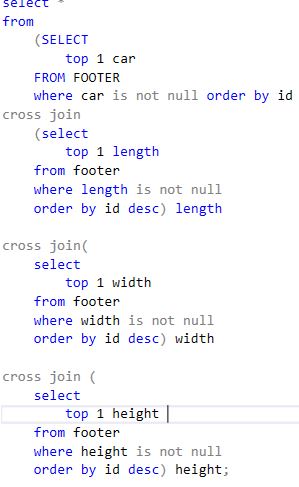 select *
from
(SELECT
top 1 car
FROM FOOTER
where car is not null order by id
cross join
(select
top 1 length
from footer
where length is not null
order by id desc) length
cross join(
select
top 1 width
from footer
where width is not null
order by id desc) width
cross join (
select
top 1 height
from footer
where height is not null
order by id desc) height;